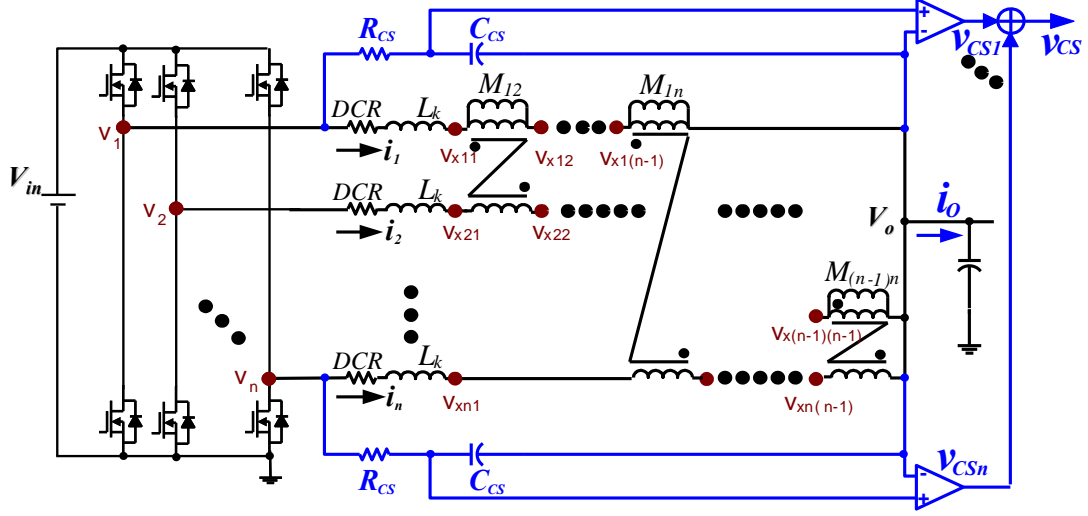 R_CS C_CS v_CS1 v_CS
M_12 M_1n
DCR L_k
V_1 i_1 V_x11 V_x12 V_x1(n-1)
V_in
DCR L_k
V_2 i_2 V_x21 V_x22 V_o i_O
M_(n-1)n
V_x(n-1)(n-1)
DCR L_k
V_n i_n V_xn1 V_xn(n-1)
R_CS C_CS v_CSn